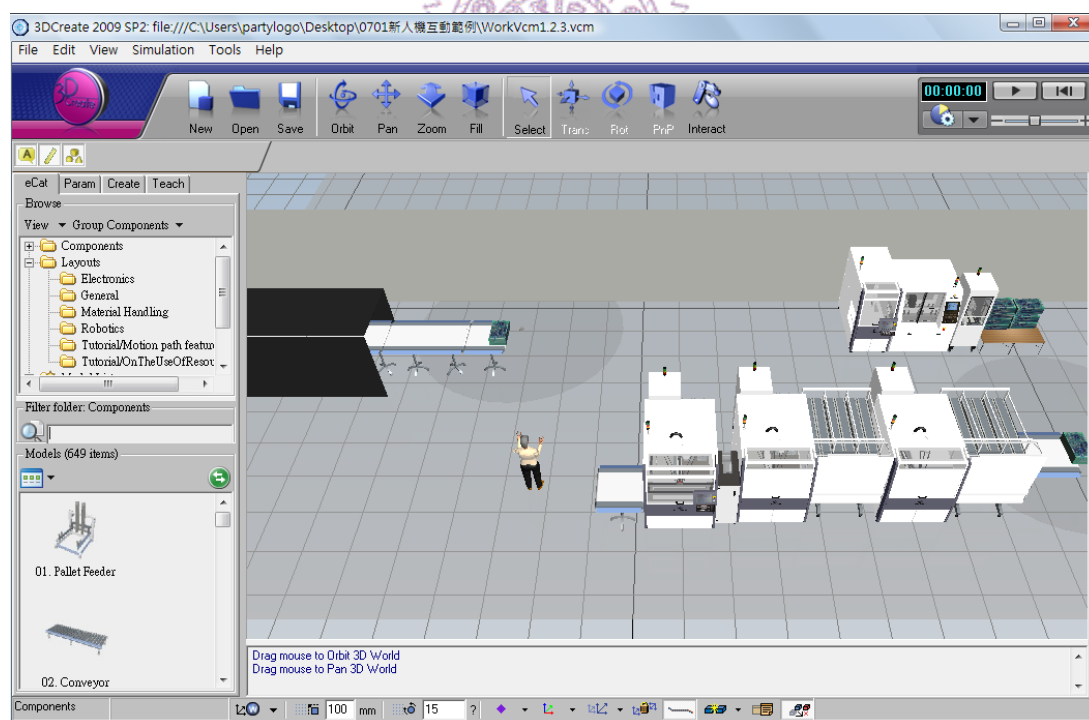 3DCreate 2009 SP2: file:///C:\Users\partylogo\Desktop\0701新人機互動範例\WorkVcm1.2.3.vcm
File Edit View Simulation Tools Help
3D Create
New Open Save Orbit Pan Zoom Fill Select Trans Rot PnP Interact
00:00:00
A
eCat Param Create Teach
Browse
View Group Components
Components
Layouts
Electronics
General
Material Handling
Robotics
Tutorial/Motion path featur
Tutorial/OnTheUseOfResou
Filter folder: Components
Models (649 items)
01. Pallet Feeder
02. Conveyor
Drag mouse to Orbit 3D World
Drag mouse to Pan 3D World
Components 100 mm 15 ?